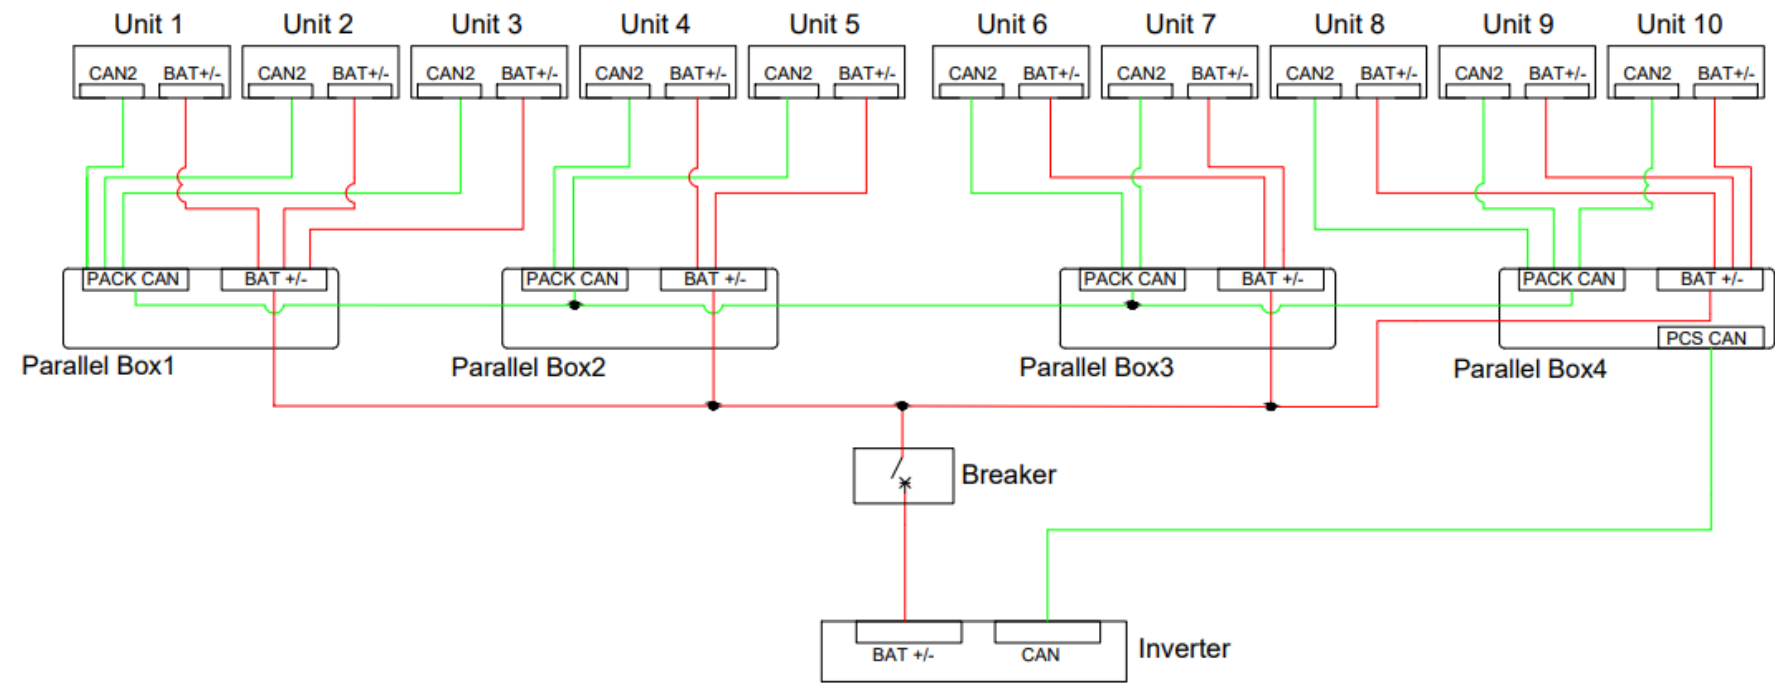 Unit 1 Unit 2 Unit 3 Unit 4 Unit 5 Unit 6 Unit 7 Unit 8 Unit 9 Unit 10
CAN2 BAT+/- CAN2 BAT+/- CAN2 BAT+/- CAN2 BAT+/- CAN2 BAT+/- CAN2 BAT+/- CAN2 BAT+/- CAN2 BAT+/- CAN2 BAT+/- CAN2 BAT+/-
PACK CAN BAT +/- PACK CAN BAT +/- PACK CAN BAT +/- PACK CAN BAT +/-
PCS CAN
Parallel Box1 Parallel Box2 Parallel Box3 Parallel Box4
Breaker
BAT +/- CAN Inverter